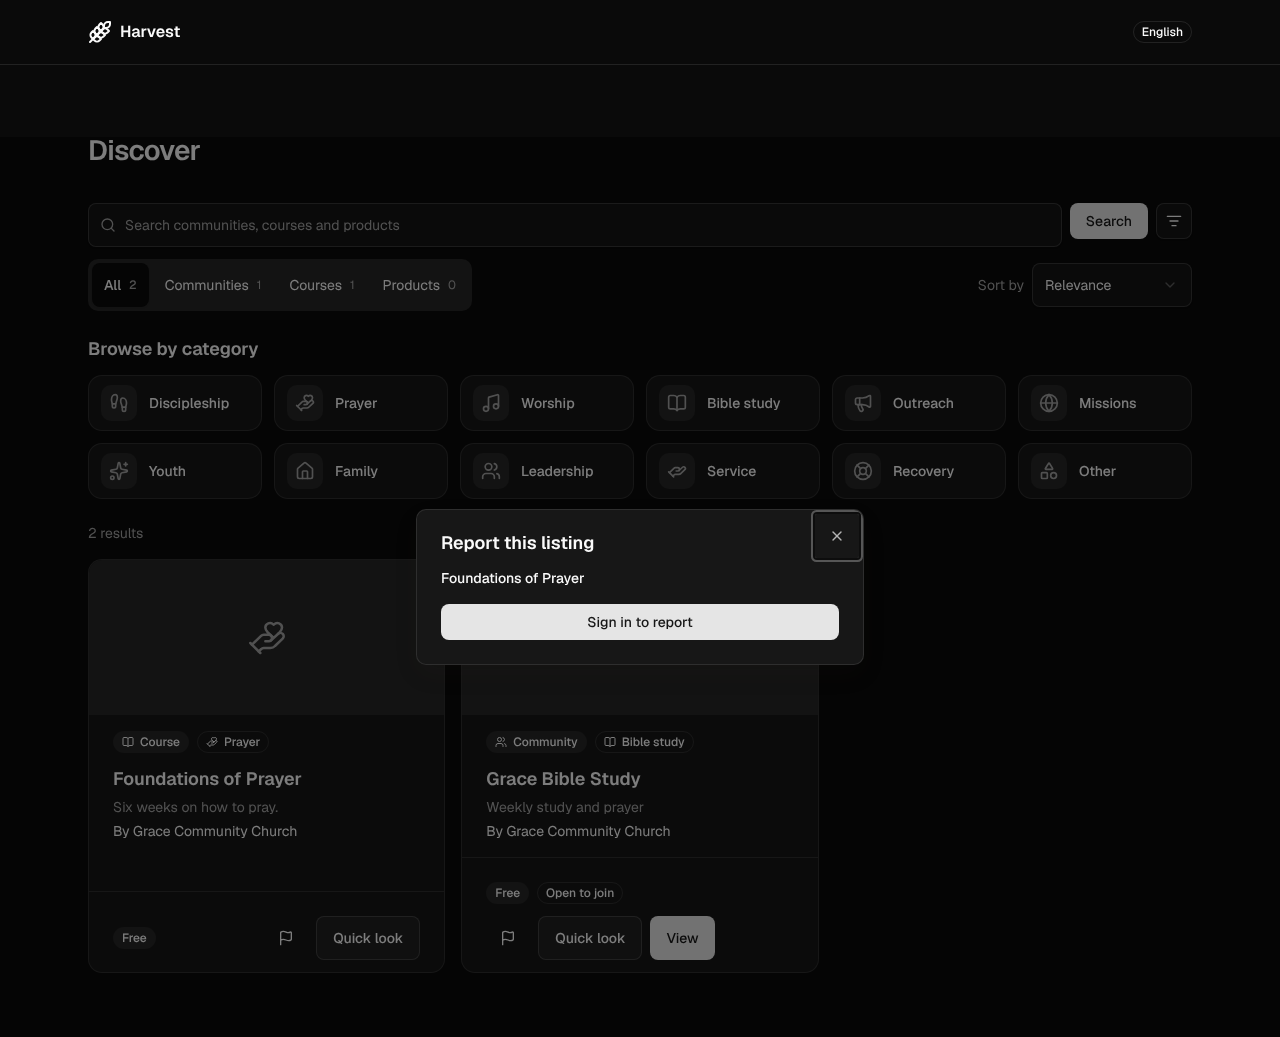 Harvest
English
Discover
Search communities, courses and products
Search
All 2
Communities 1
Courses 1
Products 0
Sort by
Relevance
Browse by category
Discipleship
Prayer
Worship
Bible study
Outreach
Missions
Youth
Family
Leadership
Service
Recovery
Other
2 results
Report this listing
Foundations of Prayer
Sign in to report
Course
Prayer
Foundations of Prayer
Six weeks on how to pray.
By Grace Community Church
Free
Quick look
Community
Bible study
Grace Bible Study
Weekly study and prayer
By Grace Community Church
Free
Open to join
Quick look
View